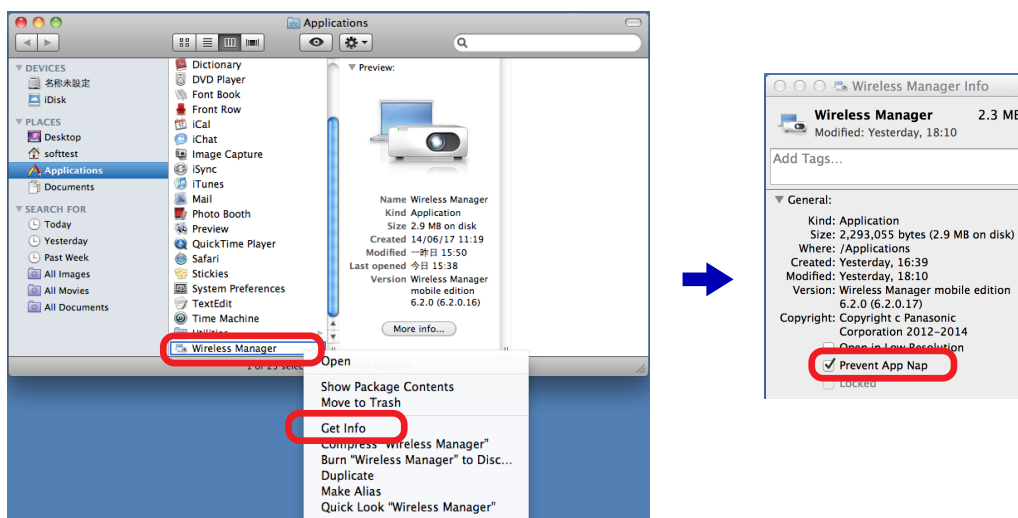 Applications
DEVICES
名称未設定
iDisk
PLACES
Desktop
softtest
Applications
Documents
SEARCH FOR
Today
Yesterday
Past Week
All Images
All Movies
All Documents
Dictionary
DVD Player
Font Book
Front Row
iCal
iChat
Image Capture
iSync
iTunes
Mail
Photo Booth
Preview
QuickTime Player
Safari
Stickies
System Preferences
TextEdit
Time Machine
Utilities
Wireless Manager
Preview:
Name Wireless Manager
Kind Application
Size 2.9 MB on disk
Created 14/06/17 11:19
Modified 一昨日 15:50
Last opened 今日 15:38
Version Wireless Manager
mobile edition
6.2.0 (6.2.0.16)
More info...
1 of 25 selec
Open
Show Package Contents
Move to Trash
Get Info
Compress "Wireless Manager"
Burn "Wireless Manager" to Disc...
Duplicate
Make Alias
Quick Look "Wireless Manager"
Wireless Manager Info
Wireless Manager 2.3 MB
Modified: Yesterday, 18:10
Add Tags...
General:
Kind: Application
Size: 2,293,055 bytes (2.9 MB on disk)
Where: /Applications
Created: Yesterday, 16:39
Modified: Yesterday, 18:10
Version: Wireless Manager mobile edition
6.2.0 (6.2.0.17)
Copyright: Copyright c Panasonic
Corporation 2012-2014
Open in Low Resolution
Prevent App Nap
Locked